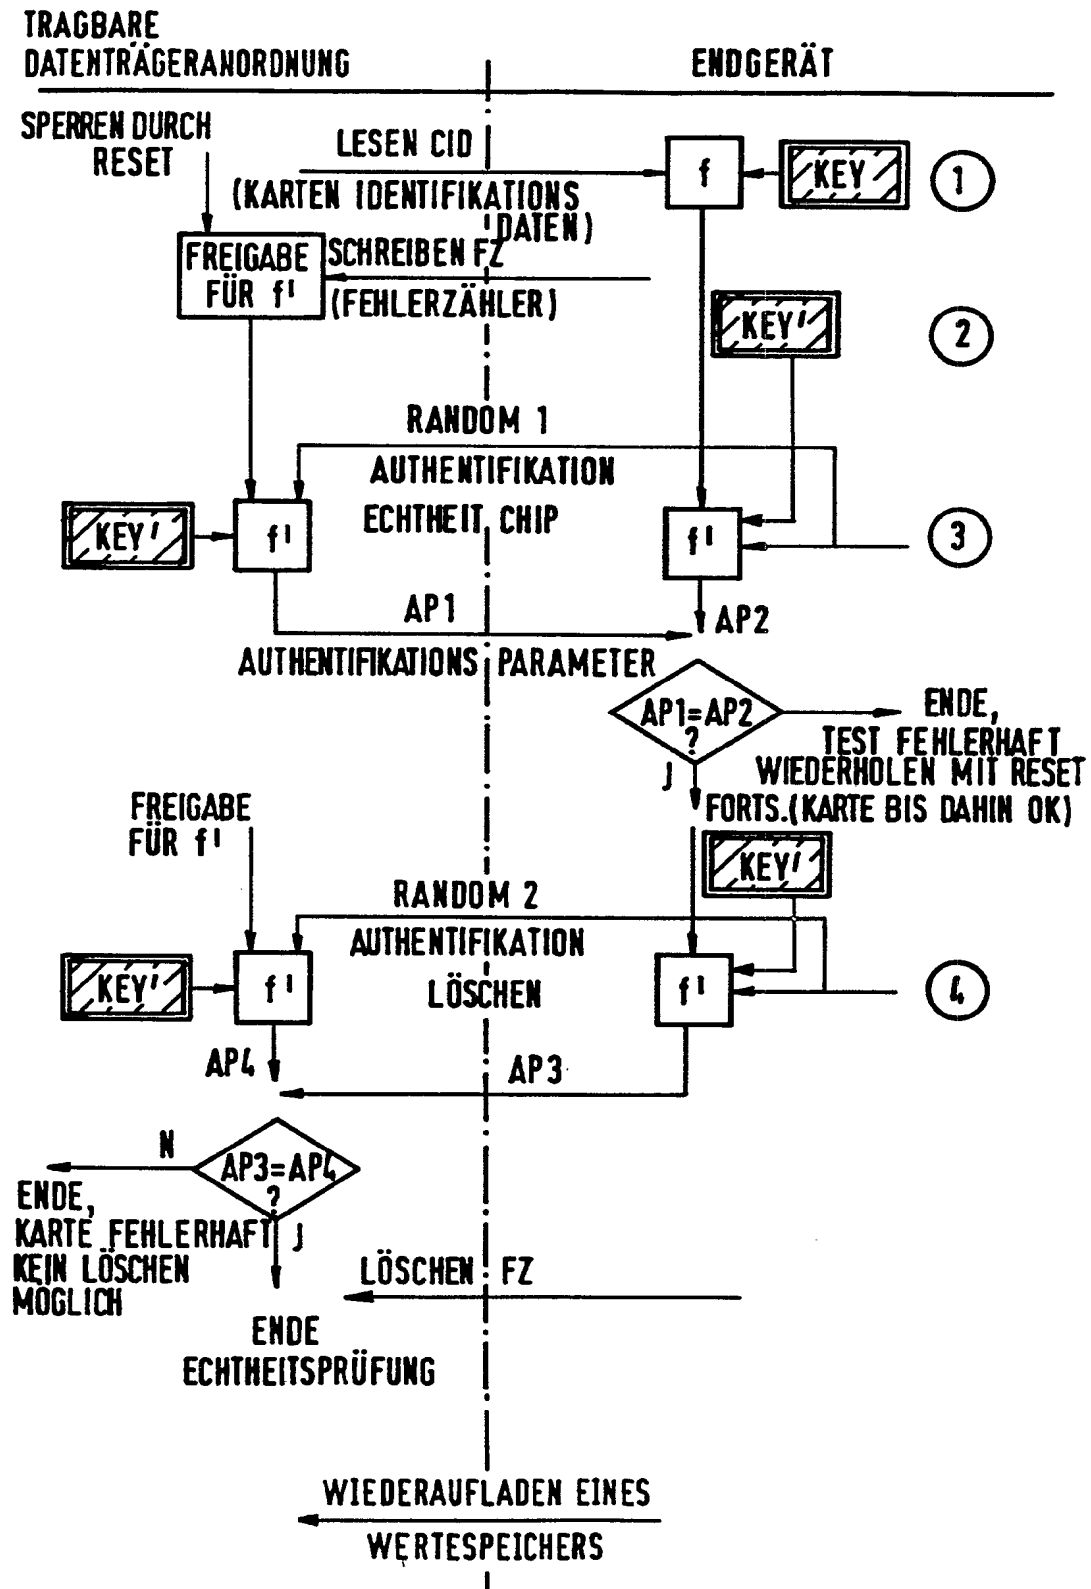 TRAGBARE
DATENTRÄGERANORDNUNG
ENDGERÄT
SPERREN DURCH
RESET
LESEN CID
(KARTEN IDENTIFIKATIONS
DATEN)
f
KEY
1
FREIGABE
FÜR f'
SCHREIBEN FZ
(FEHLERZÄHLER)
KEY'
2
RANDOM 1
AUTHENTIFIKATION
ECHTHEIT CHIP
KEY'
f'
f'
3
AP1
AP2
AUTHENTIFIKATIONS PARAMETER
AP1=AP2
?
ENDE,
TEST FEHLERHAFT
WIEDERHOLEN MIT RESET
J
FORTS.(KARTE BIS DAHIN OK)
FREIGABE
FÜR f'
KEY'
RANDOM 2
AUTHENTIFIKATION
LÖSCHEN
KEY'
f'
f'
4
AP4
AP3
N
AP3=AP4
?
ENDE,
KARTE FEHLERHAFT
KEIN LÖSCHEN
MÖGLICH
J
LÖSCHEN FZ
ENDE
ECHTHEITSPRÜFUNG
WIEDERAUFLADEN EINES
WERTESPEICHERS